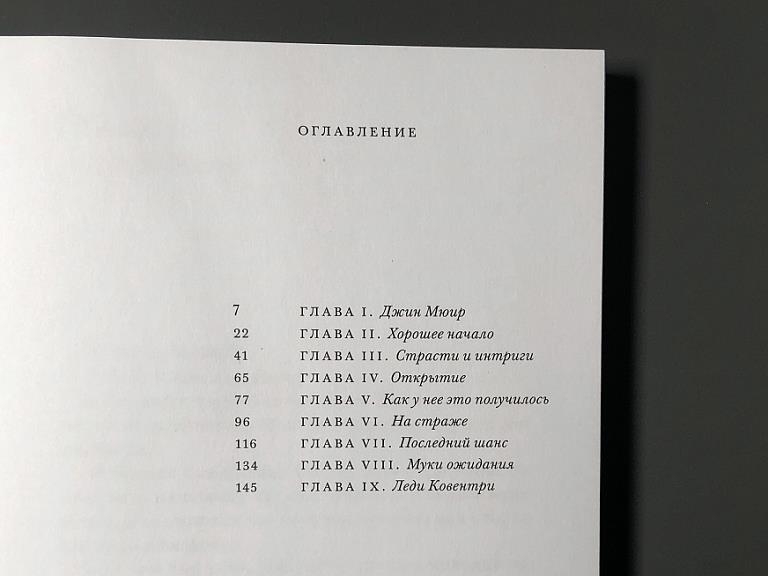 ОГЛАВЛЕНИЕ
7 ГЛАВА I. Джин Мюир
22 ГЛАВА II. Хорошее начало
41 ГЛАВА III. Страсти и интриги
65 ГЛАВА IV. Открытие
77 ГЛАВА V. Как у нее это получилось
96 ГЛАВА VI. На страже
116 ГЛАВА VII. Последний шанс
134 ГЛАВА VIII. Муки ожидания
145 ГЛАВА IX. Леди Ковентри